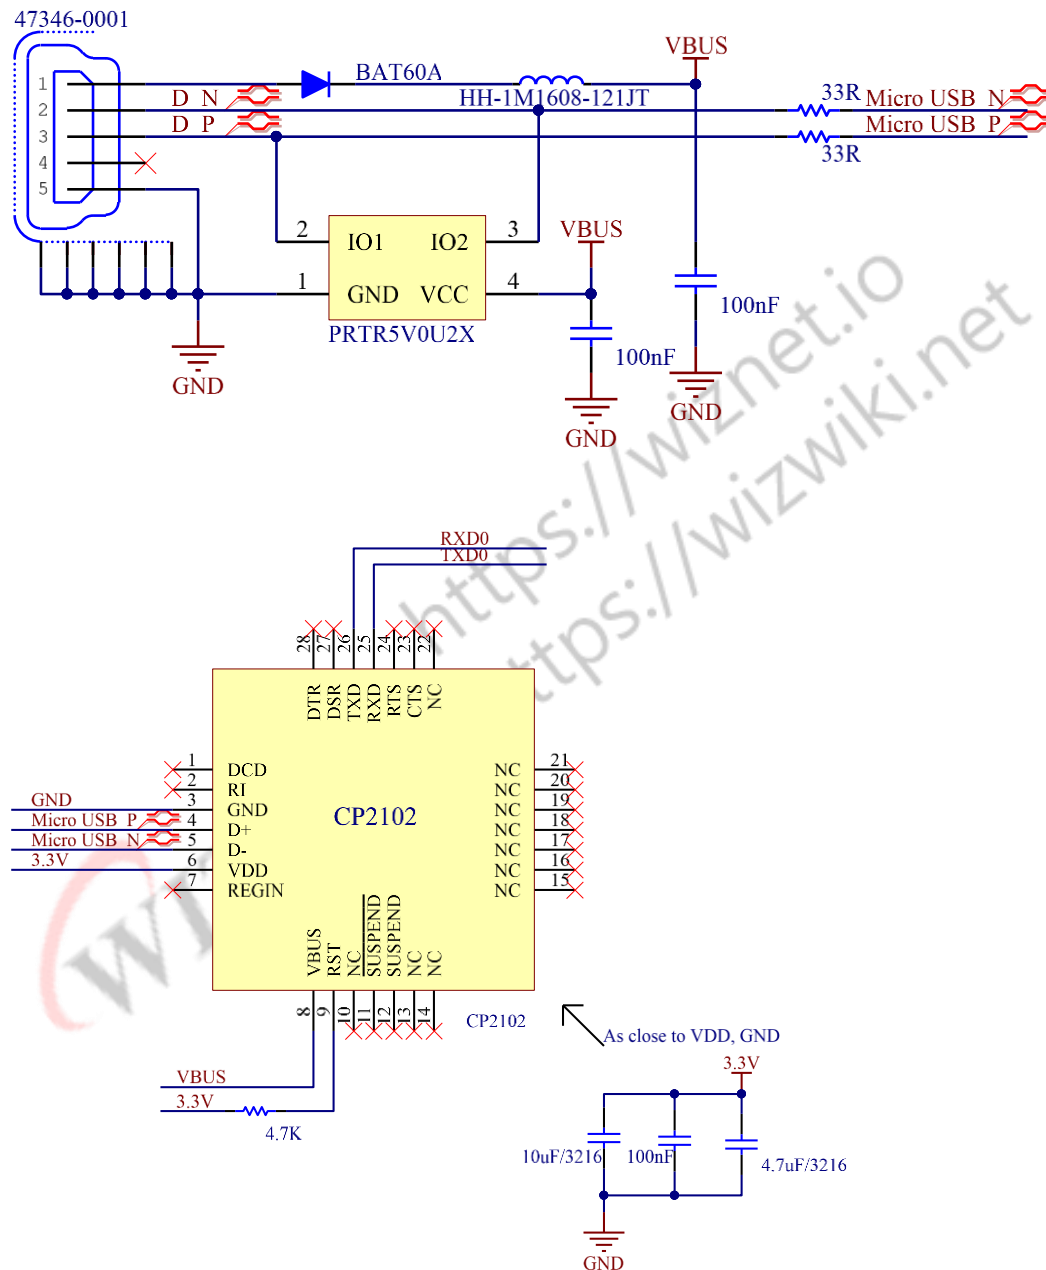 47346-0001
1
2
3
4
5
D N
D P
BAT60A
HH-1M1608-121JT
VBUS
33R
33R
Micro USB N
Micro USB P
2 IO1 IO2 3
1 GND VCC 4
PRTR5V0U2X
GND
VBUS
100nF
GND
100nF
GND
https://wiznet.io
https://wizwiki.net
RXD0
TXD0
28 27 26 25 24 23 22
DTR DSR TXD RXD RTS CTS NC
CP2102
1 DCD
2 RI
GND 3 GND
Micro USB P 4 D+
Micro USB N 5 D-
3.3V 6 VDD
7 REGIN
NC 21
NC 20
NC 19
NC 18
NC 17
NC 16
NC 15
VBUS RST NC SUSPEND SUSPEND NC NC
8 9 10 11 12 13 14
CP2102
VBUS
3.3V
4.7K
As close to VDD, GND
3.3V
10uF/3216
100nF
4.7uF/3216
GND